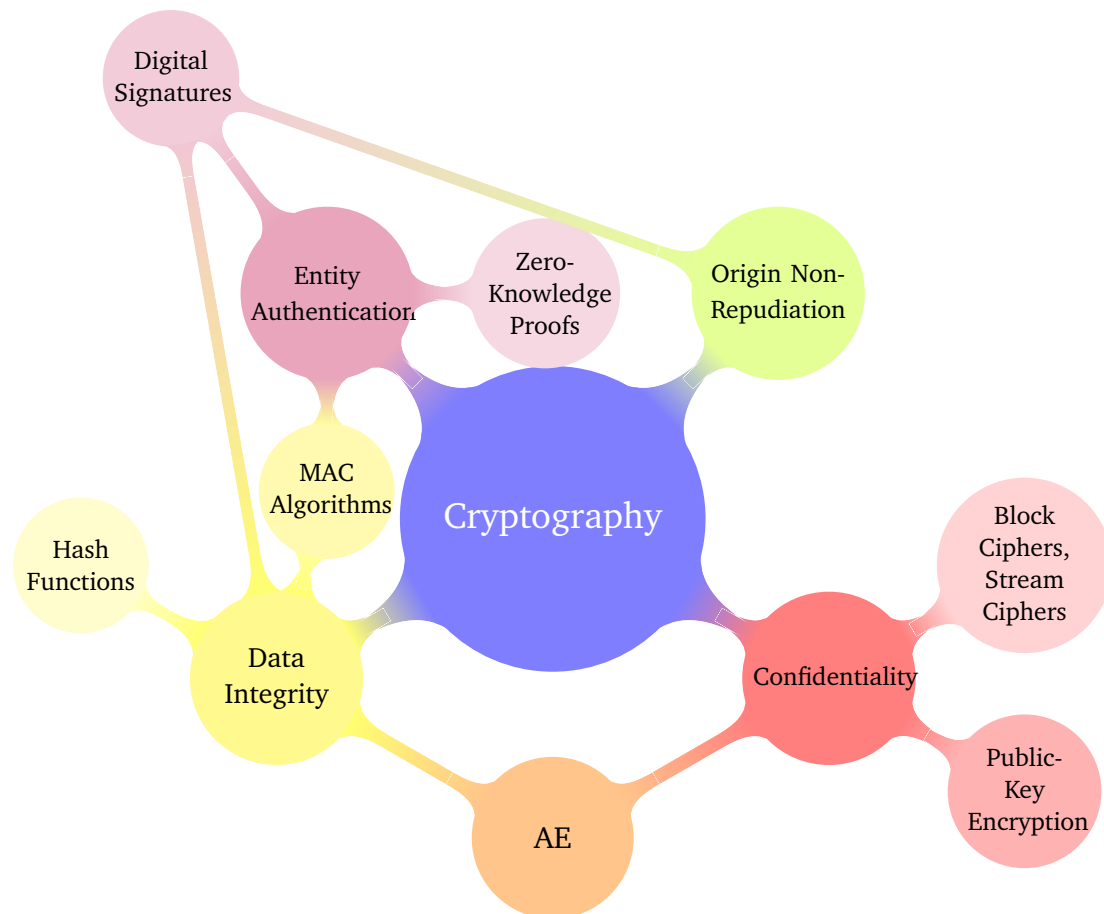 Digital
Signatures
Entity
Authentication
Zero-
Knowledge
Proofs
Origin Non-
Repudiation
MAC
Algorithms
Cryptography
Hash
Functions
Block
Ciphers,
Stream
Ciphers
Data
Integrity
Confidentiality
Public-
Key
Encryption
AE